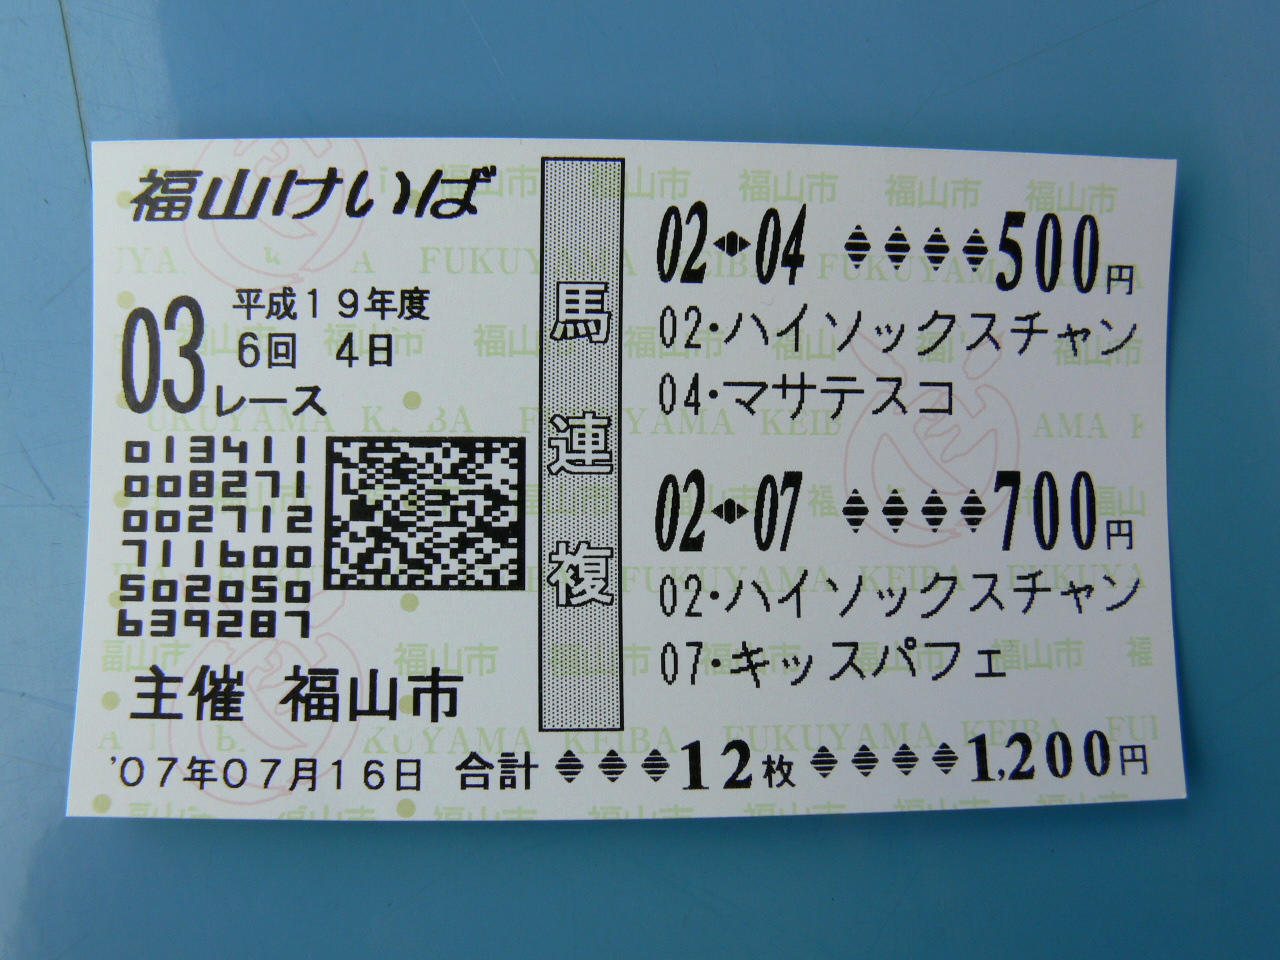 福山けいば
03
レース
平成19年度
6回 4日
013411
008271
002712
711600
502050
639287
主催 福山市
'07年07月16日
馬連複
02 04 500円
02・ハイソックスチャン
04・マサテスコ
02 07 700円
02・ハイソックスチャン
07・キッスパフェ
合計 12枚 1,200円